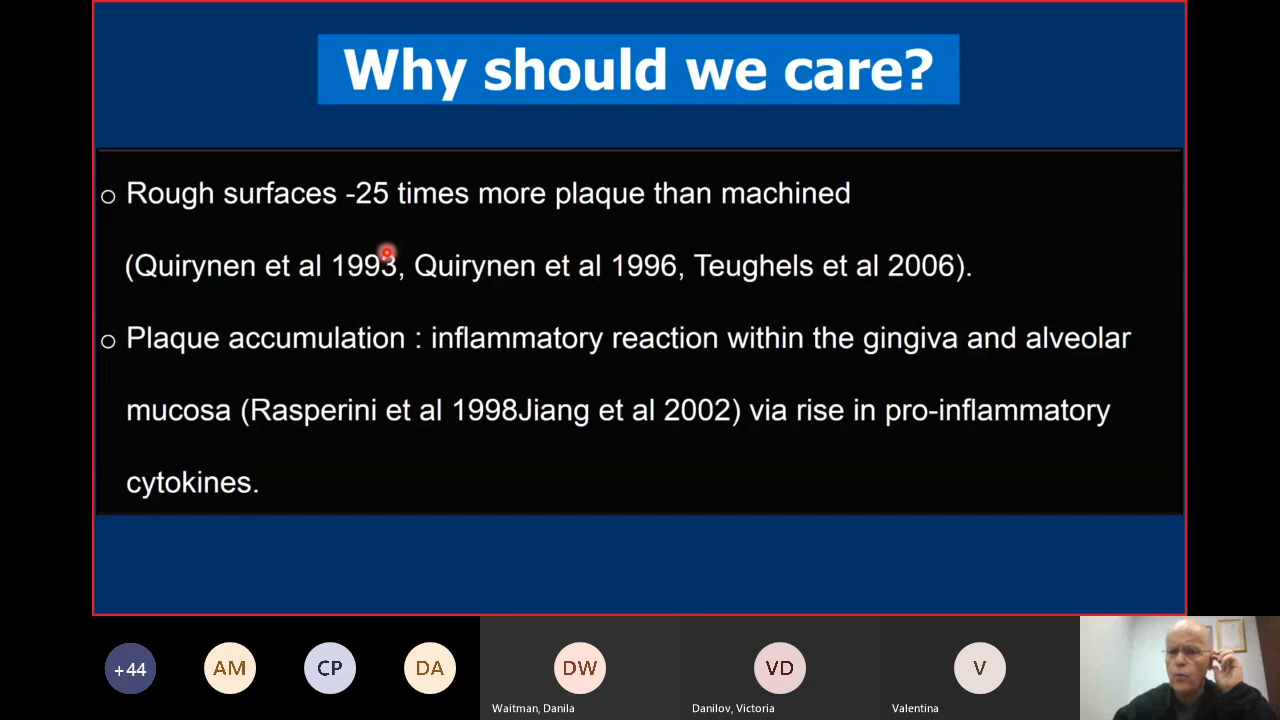 Why should we care?
o Rough surfaces -25 times more plaque than machined
(Quirynen et al 1993, Quirynen et al 1996, Teughels et al 2006).
o Plaque accumulation : inflammatory reaction within the gingiva and alveolar
mucosa (Rasperini et al 1998Jiang et al 2002) via rise in pro-inflammatory
cytokines.
+44
AM
CP
DA
DW
VD
V
Waitman, Danila
Danilov, Victoria
Valentina